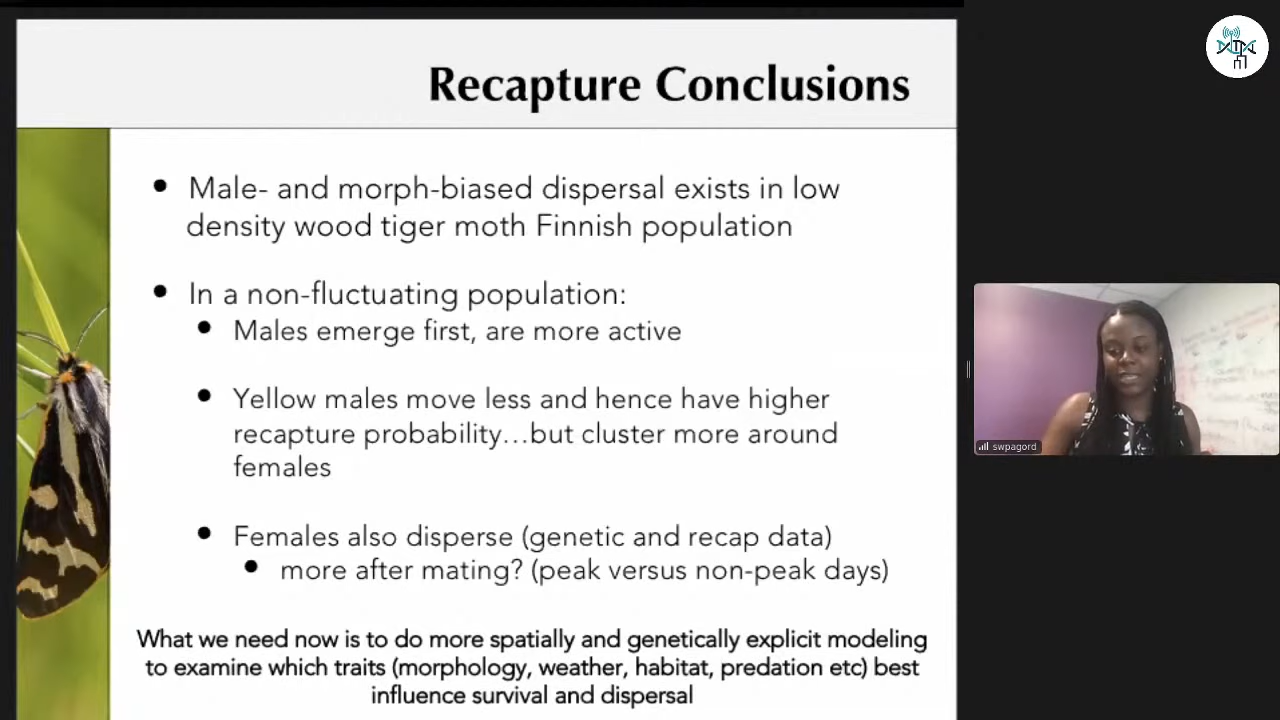 Recapture Conclusions
• Male- and morph-biased dispersal exists in low
density wood tiger moth Finnish population
• In a non-fluctuating population:
• Males emerge first, are more active
• Yellow males move less and hence have higher
recapture probability...but cluster more around
females
• Females also disperse (genetic and recap data)
• more after mating? (peak versus non-peak days)
What we need now is to do more spatially and genetically explicit modeling
to examine which traits (morphology, weather, habitat, predation etc) best
influence survival and dispersal
swpagord